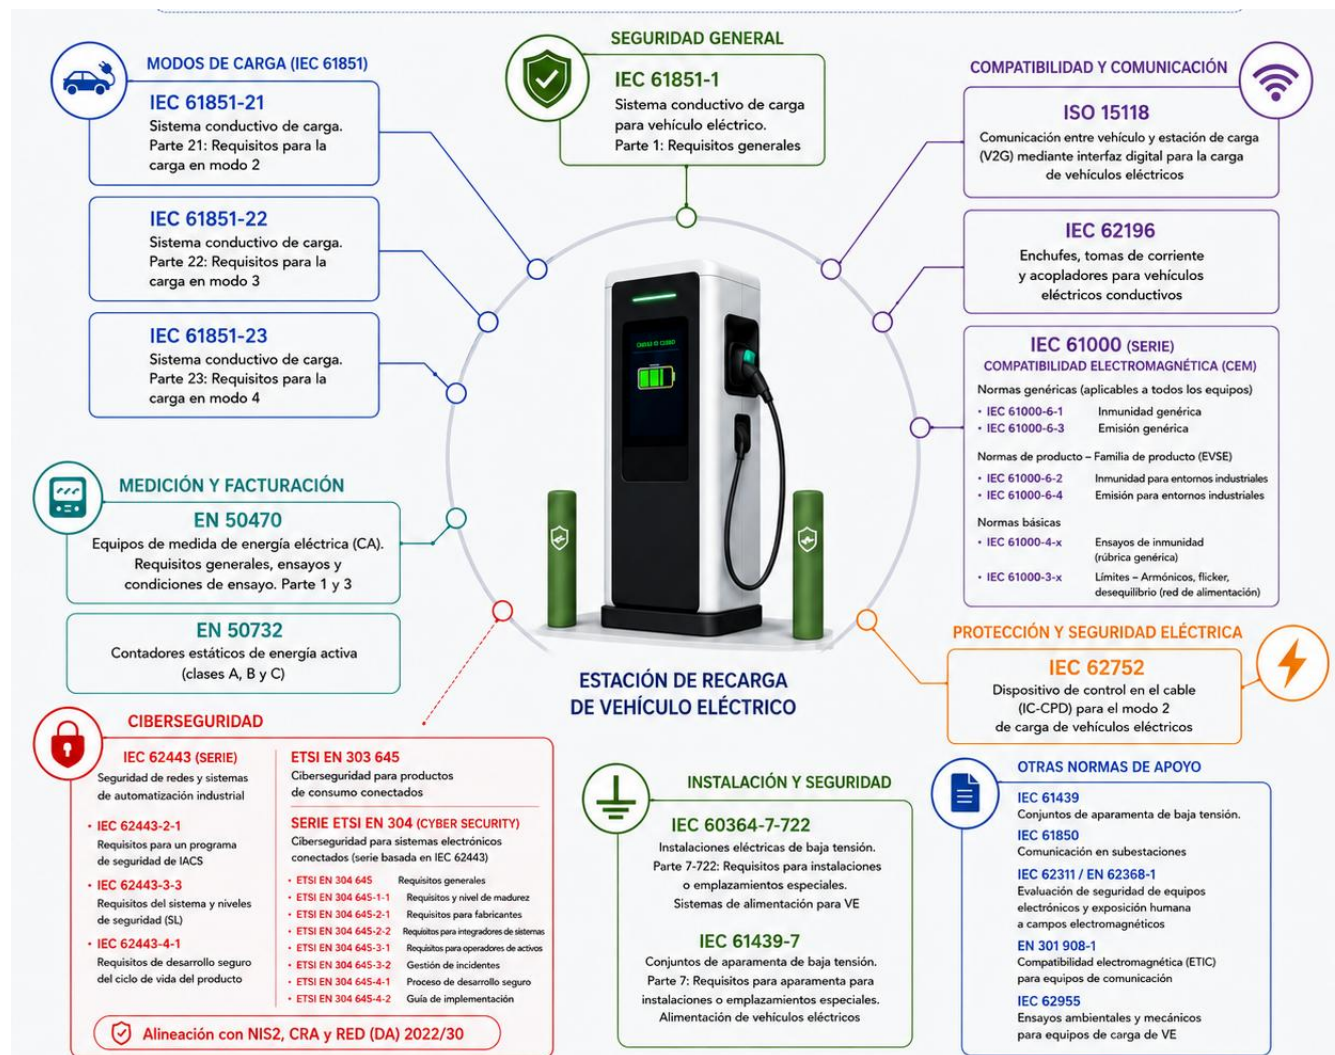 SEGURIDAD GENERAL
IEC 61851-1
Sistema conductivo de carga
para vehículo eléctrico.
Parte 1: Requisitos generales
MODOS DE CARGA (IEC 61851)
IEC 61851-21
Sistema conductivo de carga.
Parte 21: Requisitos para la
carga en modo 2
IEC 61851-22
Sistema conductivo de carga.
Parte 22: Requisitos para la
carga en modo 3
IEC 61851-23
Sistema conductivo de carga.
Parte 23: Requisitos para la
carga en modo 4
COMPATIBILIDAD Y COMUNICACIÓN
ISO 15118
Comunicación entre vehículo y estación de carga
(V2G) mediante interfaz digital para la carga
de vehículos eléctricos
IEC 62196
Enchufes, tomas de corriente
y acopladores para vehículos
eléctricos conductivos
IEC 61000 (SERIE)
COMPATIBILIDAD ELECTROMAGNÉTICA (CEM)
Normas genéricas (aplicables a todos los equipos)
• IEC 61000-6-1 Inmunidad genérica
• IEC 61000-6-3 Emisión genérica
Normas de producto – Familia de producto (EVSE)
• IEC 61000-6-2 Inmunidad para entornos industriales
• IEC 61000-6-4 Emisión para entornos industriales
Normas básicas
• IEC 61000-4-x Ensayos de inmunidad
(rúbrica genérica)
• IEC 61000-3-x Límites – Armónicos, flicker,
desequilibrio (red de alimentación)
MEDICIÓN Y FACTURACIÓN
EN 50470
Equipos de medida de energía eléctrica (CA).
Requisitos generales, ensayos y
condiciones de ensayo. Parte 1 y 3
EN 50732
Contadores estáticos de energía activa
(clases A, B y C)
ESTACIÓN DE RECARGA
DE VEHÍCULO ELÉCTRICO
PROTECCIÓN Y SEGURIDAD ELÉCTRICA
IEC 62752
Dispositivo de control en el cable
(IC-CPD) para el modo 2
de carga de vehículos eléctricos
CIBERSEGURIDAD
IEC 62443 (SERIE)
Seguridad de redes y sistemas
de automatización industrial
• IEC 62443-2-1
Requisitos para un programa
de seguridad de IACS
• IEC 62443-3-3
Requisitos del sistema y niveles
de seguridad (SL)
• IEC 62443-4-1
Requisitos de desarrollo seguro
del ciclo de vida del producto
ETSI EN 303 645
Ciberseguridad para productos
de consumo conectados
SERIE ETSI EN 304 (CYBER SECURITY)
Ciberseguridad para sistemas electrónicos
conectados (serie basada en IEC 62443)
• ETSI EN 304 645 Requisitos generales
• ETSI EN 304 645-1-1 Requisitos y nivel de madurez
• ETSI EN 304 645-2-1 Requisitos para fabricantes
• ETSI EN 304 645-2-2 Requisitos para integradores de sistemas
• ETSI EN 304 645-3-1 Requisitos para operadores de activos
• ETSI EN 304 645-3-2 Gestión de incidentes
• ETSI EN 304 645-4-1 Proceso de desarrollo seguro
• ETSI EN 304 645-4-2 Guía de implementación
Alineación con NIS2, CRA y RED (DA) 2022/30
INSTALACIÓN Y SEGURIDAD
IEC 60364-7-722
Instalaciones eléctricas de baja tensión.
Parte 7-722: Requisitos para instalaciones
o emplazamientos especiales.
Sistemas de alimentación para VE
IEC 61439-7
Conjuntos de aparamenta de baja tensión.
Parte 7: Requisitos para aparamenta para
instalaciones o emplazamientos especiales.
Alimentación de vehículos eléctricos
OTRAS NORMAS DE APOYO
IEC 61439
Conjuntos de aparamenta de baja tensión.
IEC 61850
Comunicación en subestaciones
IEC 62311 / EN 62368-1
Evaluación de seguridad de equipos
electrónicos y exposición humana
a campos electromagnéticos
EN 301 908-1
Compatibilidad electromagnética (ETIC)
para equipos de comunicación
IEC 62955
Ensayos ambientales y mecánicos
para equipos de carga de VE